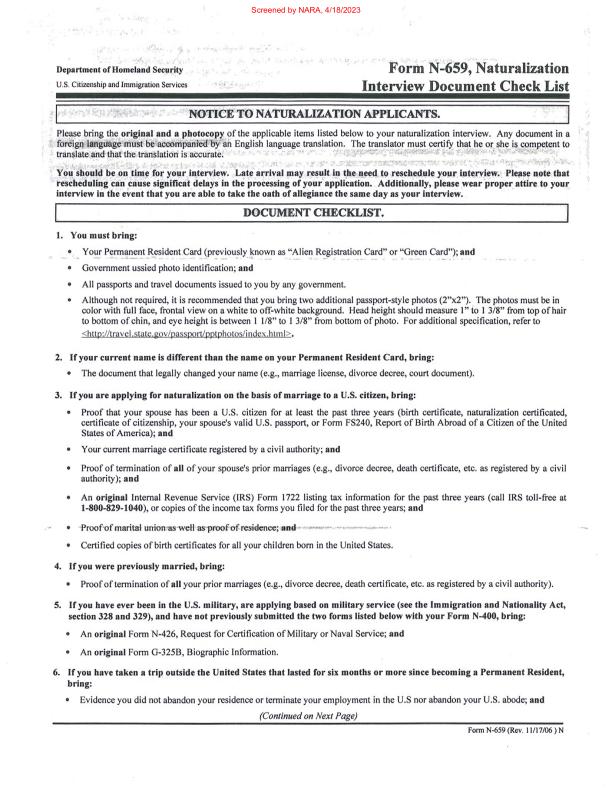 Screened by NARA, 4/18/2023
Department of Homeland Security
U.S. Citizenship and Immigration Services
Form N-659, Naturalization
Interview Document Check List
NOTICE TO NATURALIZATION APPLICANTS.
Please bring the original and a photocopy of the applicable items listed below to your naturalization interview. Any document in a
foreign language must be accompanied by an English language translation. The translator must certify that he or she is competent to
translate and that the translation is accurate.
You should be on time for your interview. Late arrival may result in the need to reschedule your interview. Please note that
rescheduling can cause significant delays in the processing of your application. Additionally, please wear proper attire to your
interview in the event that you are able to take the oath of allegiance the same day as your interview.
DOCUMENT CHECKLIST.
1. You must bring:
• Your Permanent Resident Card (previously known as “Alien Registration Card” or “Green Card”); and
• Government ussied photo identification; and
• All passports and travel documents issued to you by any government.
• Although not required, it is recommended that you bring two additional passport-style photos (2”x2”). The photos must be in
color with full face, frontal view on a white to off-white background. Head height should measure 1” to 1 3/8” from top of hair
to bottom of chin, and eye height is between 1 1/8” to 1 3/8” from bottom of photo. For additional specification, refer to
<http://travel.state.gov/passport/pptphotos/index.html>.
2. If your current name is different than the name on your Permanent Resident Card, bring:
• The document that legally changed your name (e.g., marriage license, divorce decree, court document).
3. If you are applying for naturalization on the basis of marriage to a U.S. citizen, bring:
• Proof that your spouse has been a U.S. citizen for at least the past three years (birth certificate, naturalization certificated,
certificate of citizenship, your spouse's valid U.S. passport, or Form FS240, Report of Birth Abroad of a Citizen of the United
States of America); and
• Your current marriage certificate registered by a civil authority; and
• Proof of termination of all of your spouse's prior marriages (e.g., divorce decree, death certificate, etc. as registered by a civil
authority); and
• An original Internal Revenue Service (IRS) Form 1722 listing tax information for the past three years (call IRS toll-free at
1-800-829-1040), or copies of the income tax forms you filed for the past three years; and
• Proof of marital union as well as proof of residence; and
• Certified copies of birth certificates for all your children born in the United States.
4. If you were previously married, bring:
• Proof of termination of all your prior marriages (e.g., divorce decree, death certificate, etc. as registered by a civil authority).
5. If you have ever been in the U.S. military, are applying based on military service (see the Immigration and Nationality Act,
section 328 and 329), and have not previously submitted the two forms listed below with your Form N-400, bring:
• An original Form N-426, Request for Certification of Military or Naval Service; and
• An original Form G-325B, Biographic Information.
6. If you have taken a trip outside the United States that lasted for six months or more since becoming a Permanent Resident,
bring:
• Evidence you did not abandon your residence or terminate your employment in the U.S nor abandon your U.S. abode; and
(Continued on Next Page)
Form N-659 (Rev. 11/17/06 ) N